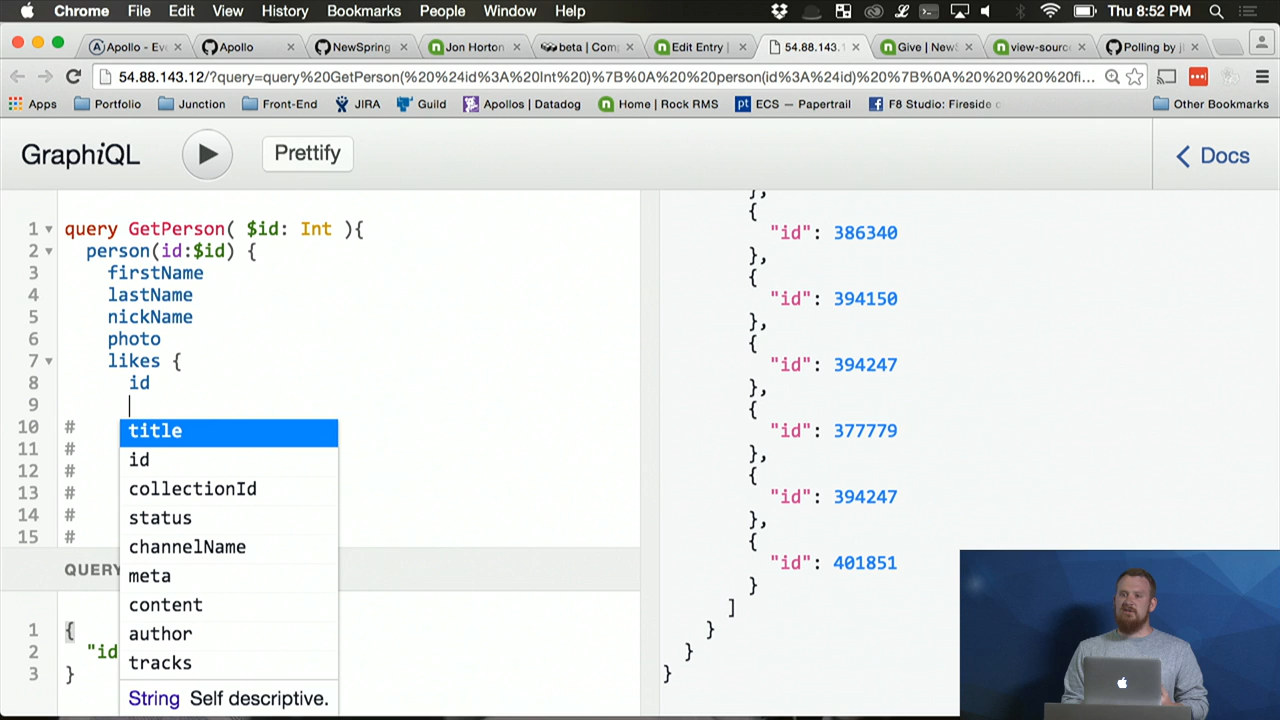 Chrome File Edit View History Bookmarks People Window Help Thu 8:52 PM
Apollo - Eve Apollo NewSpring Jon Horton beta | Com Edit Entry | 54.88.143.1 Give | NewS view-sourc Polling by jl
54.88.143.12/?query=query%20GetPerson(%20%24id%3A%20Int%20)%7B%0A%20%20person(id%3A%24id)%20%7B%0A%20%20%20%20fi...
Apps Portfolio Junction Front-End JIRA Guild Apollos | Datadog Home | Rock RMS ECS — Papertrail F8 Studio: Fireside c Other Bookmarks
GraphiQL Prettify Docs
1 query GetPerson( $id: Int ){
2 person(id:$id) {
3 firstName
4 lastName
5 nickName
6 photo
7 likes {
8 id
9
10 #
11 #
12 #
13 #
14 #
15 #
title
id
collectionId
status
channelName
meta
content
author
tracks
String Self descriptive.
QUERY
1 {
2 "id
3 }
},
{
"id": 386340
},
{
"id": 394150
},
{
"id": 394247
},
{
"id": 377779
},
{
"id": 394247
},
{
"id": 401851
}
]
}
}
}